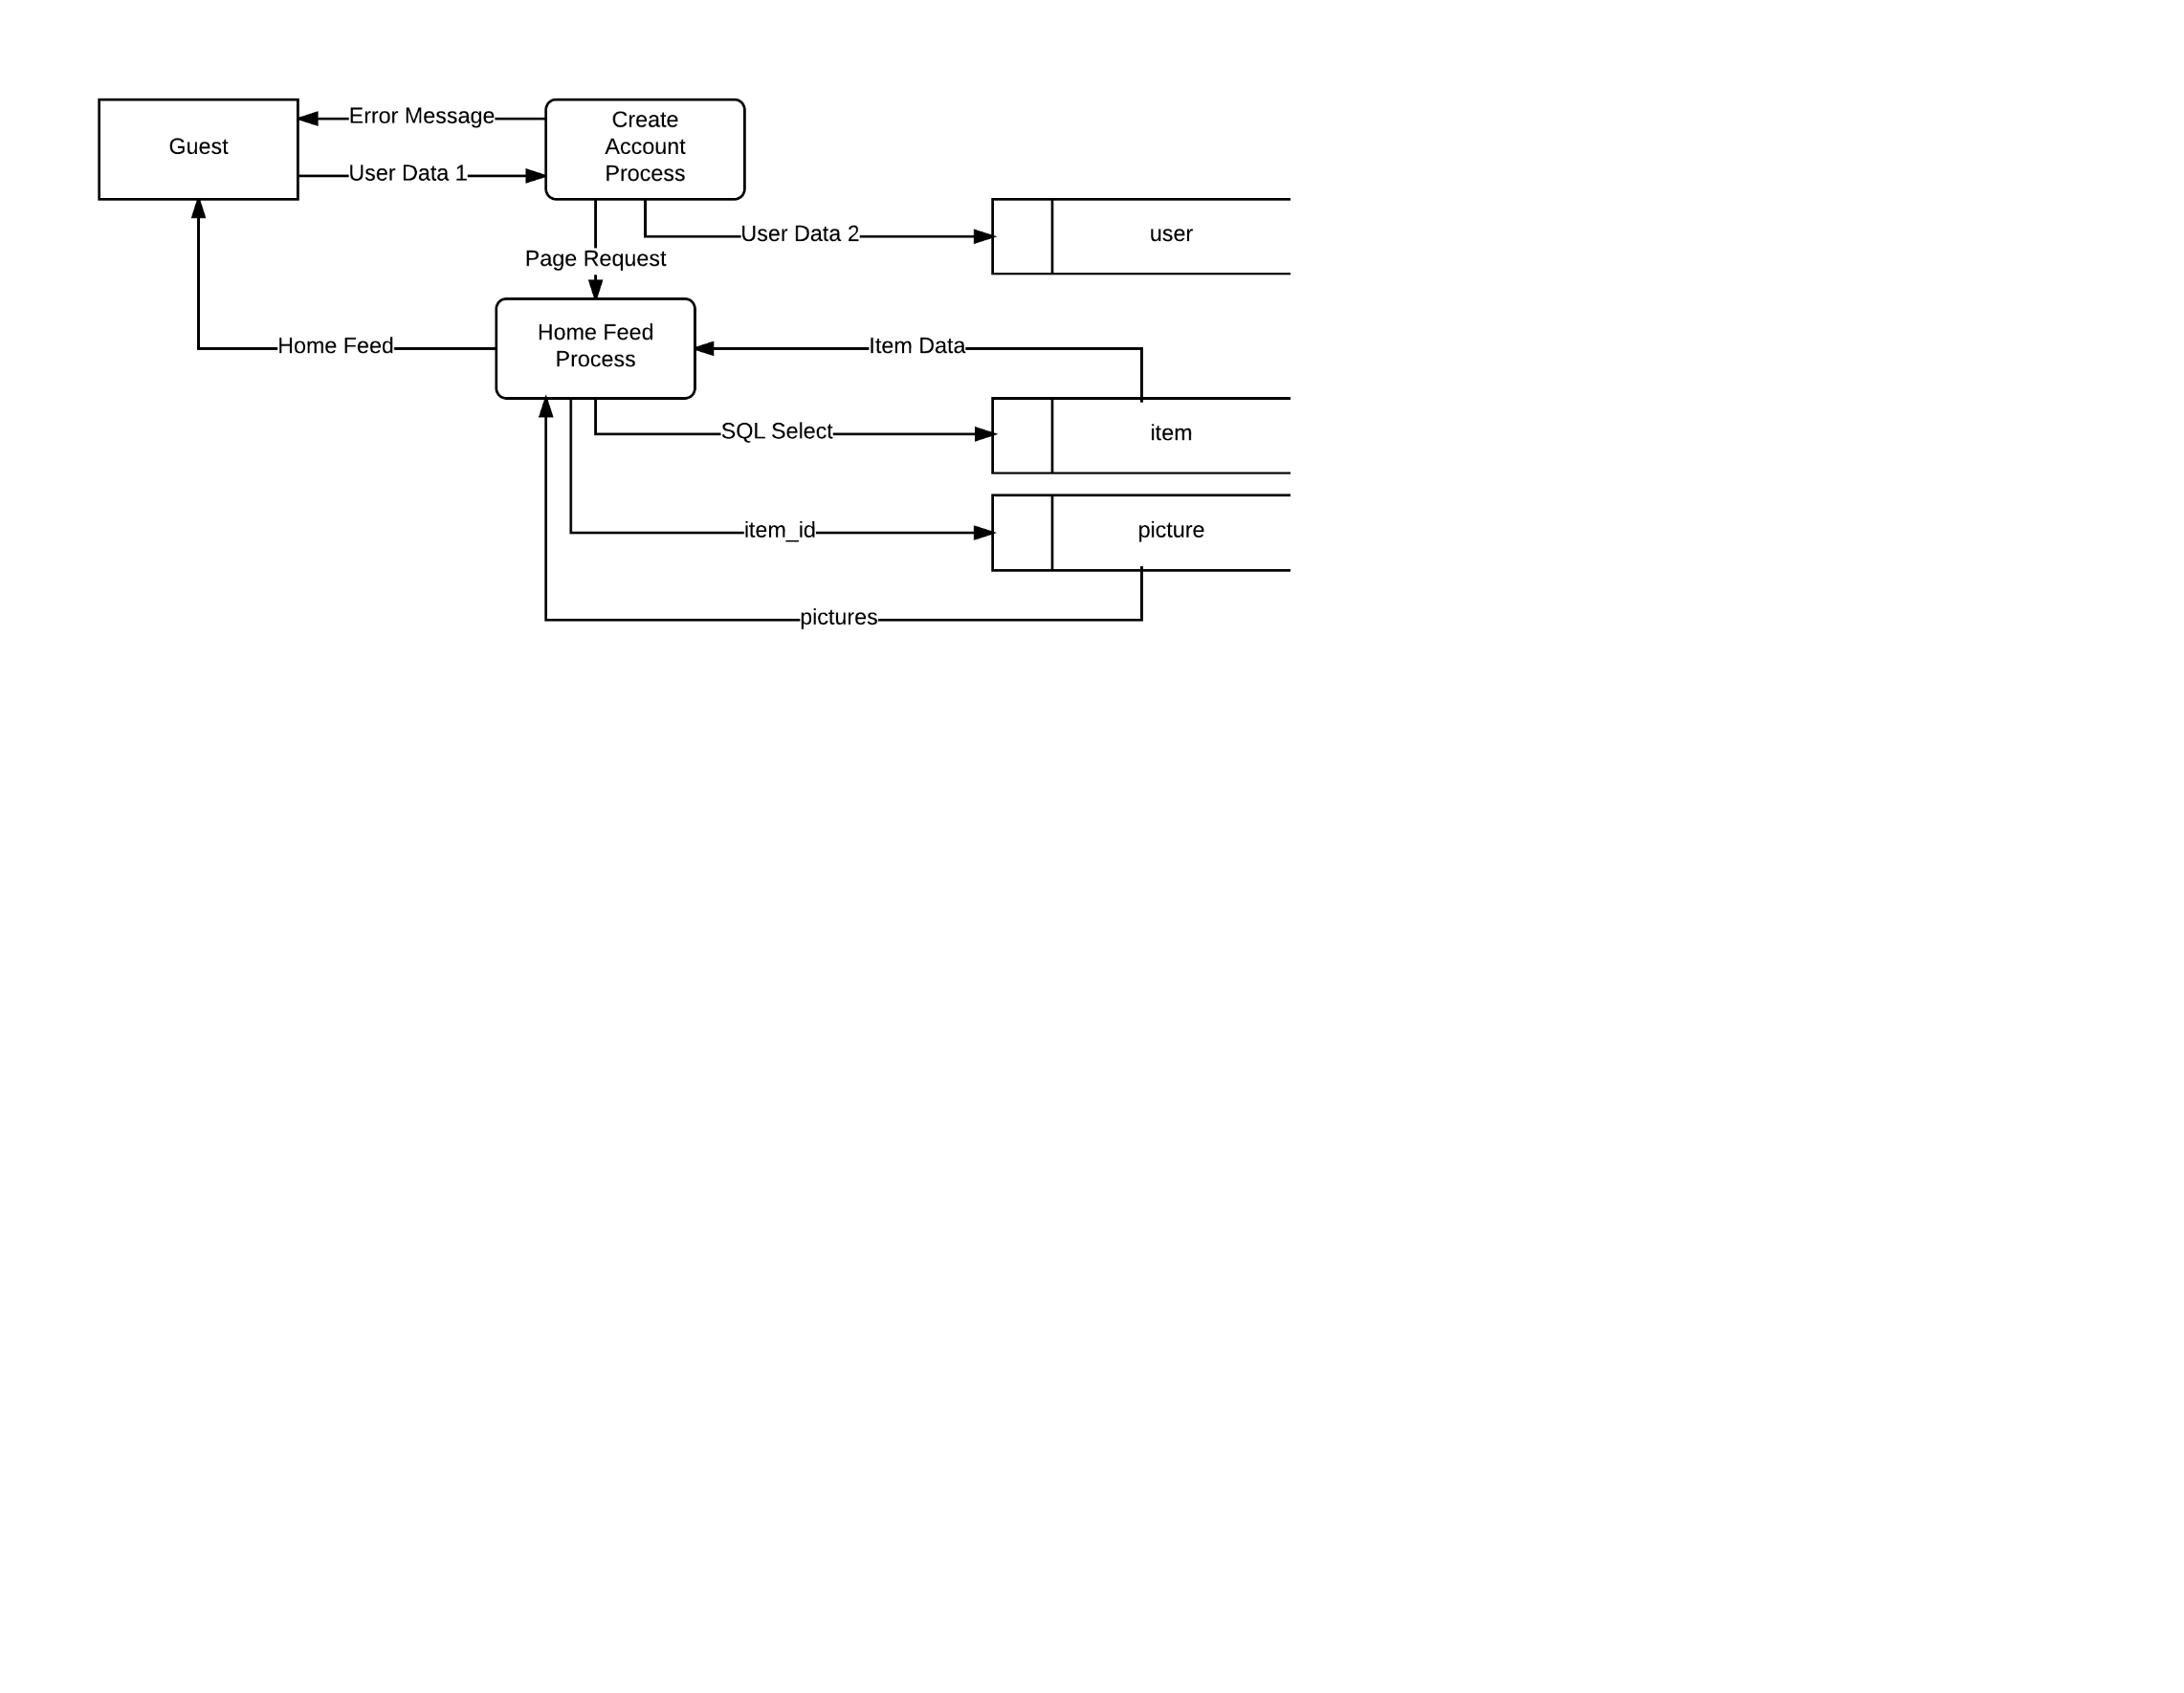 Guest
Error Message
User Data 1
Create
Account
Process
User Data 2
user
Page Request
Home Feed
Home Feed
Process
Item Data
SQL Select
item
item_id
picture
pictures